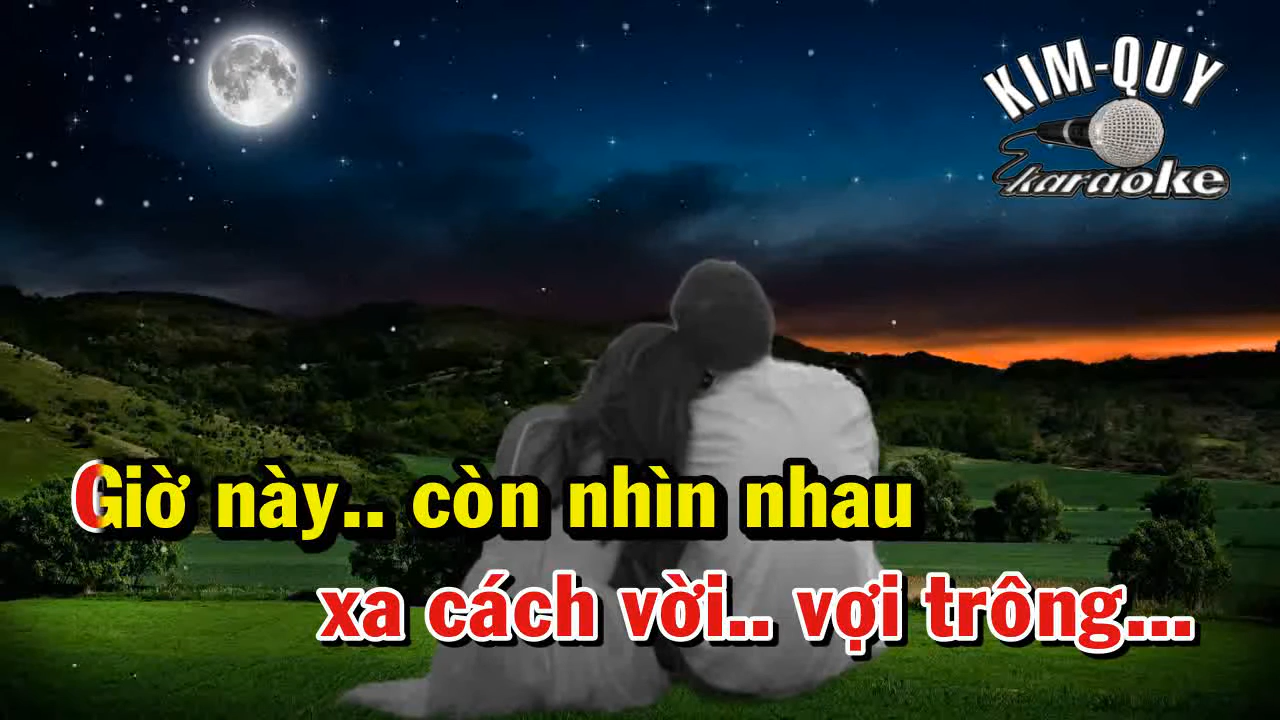 KIM-QUY
karaoke
Giờ này.. còn nhìn nhau
xa cách vời.. vợi trông...